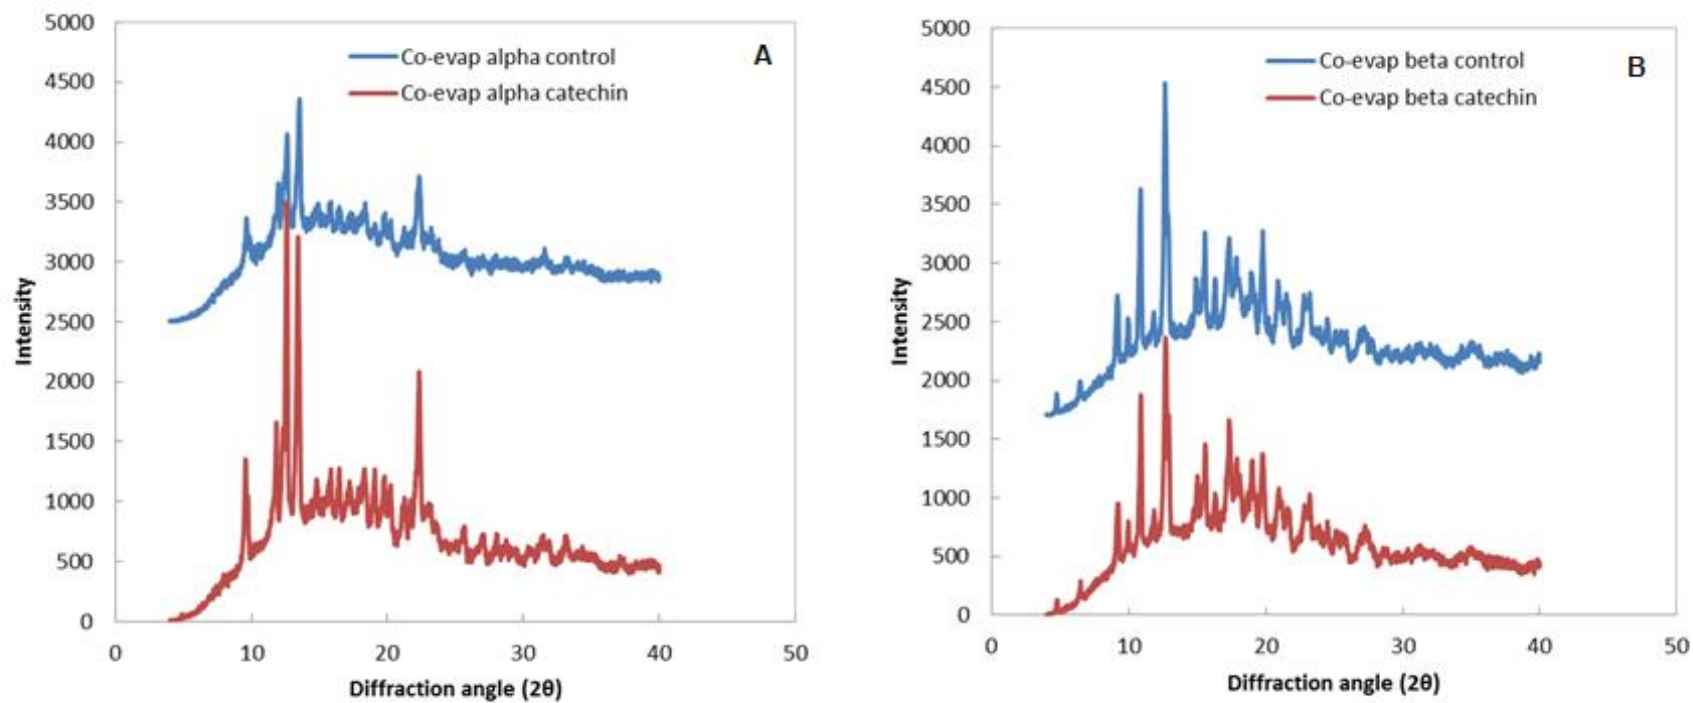 A
Co-evap alpha control
Co-evap alpha catechin
5000
4500
4000
3500
3000
2500
2000
1500
1000
500
0
Intensity
0 10 20 30 40 50
Diffraction angle (2θ)
B
Co-evap beta control
Co-evap beta catechin
5000
4500
4000
3500
3000
2500
2000
1500
1000
500
0
Intensity
0 10 20 30 40 50
Diffraction angle (2θ)